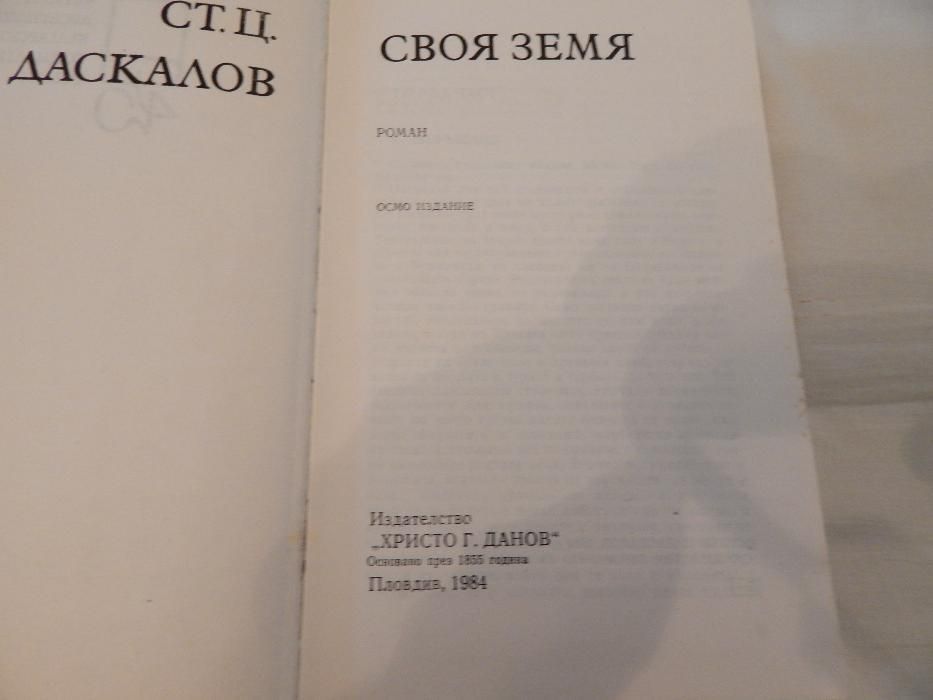 СТ. Ц.
ДАСКАЛОВ
СВОЯ ЗЕМЯ
РОМАН
ОСМО ИЗДАНИЕ
Издателство
„ХРИСТО Г. ДАНОВ“
Основано през 1855 година
Пловдив, 1984